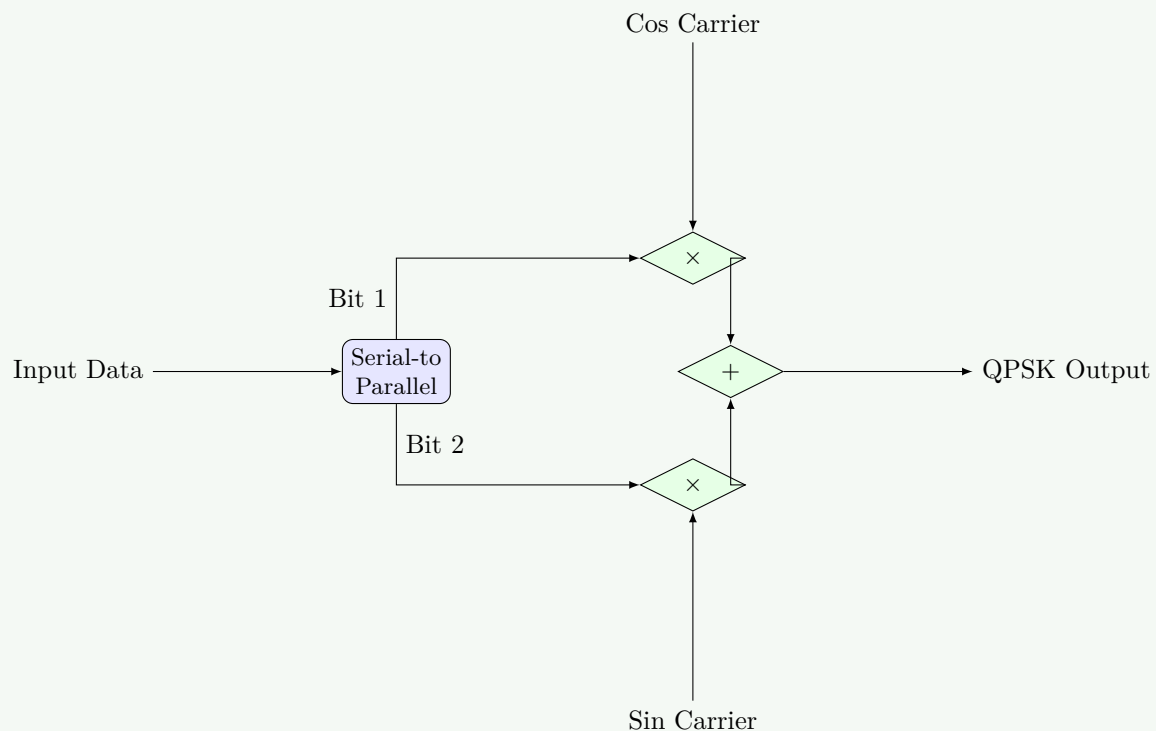 Cos Carrier
×
Bit 1
Input Data
Serial-to
Parallel
+
QPSK Output
Bit 2
×
Sin Carrier